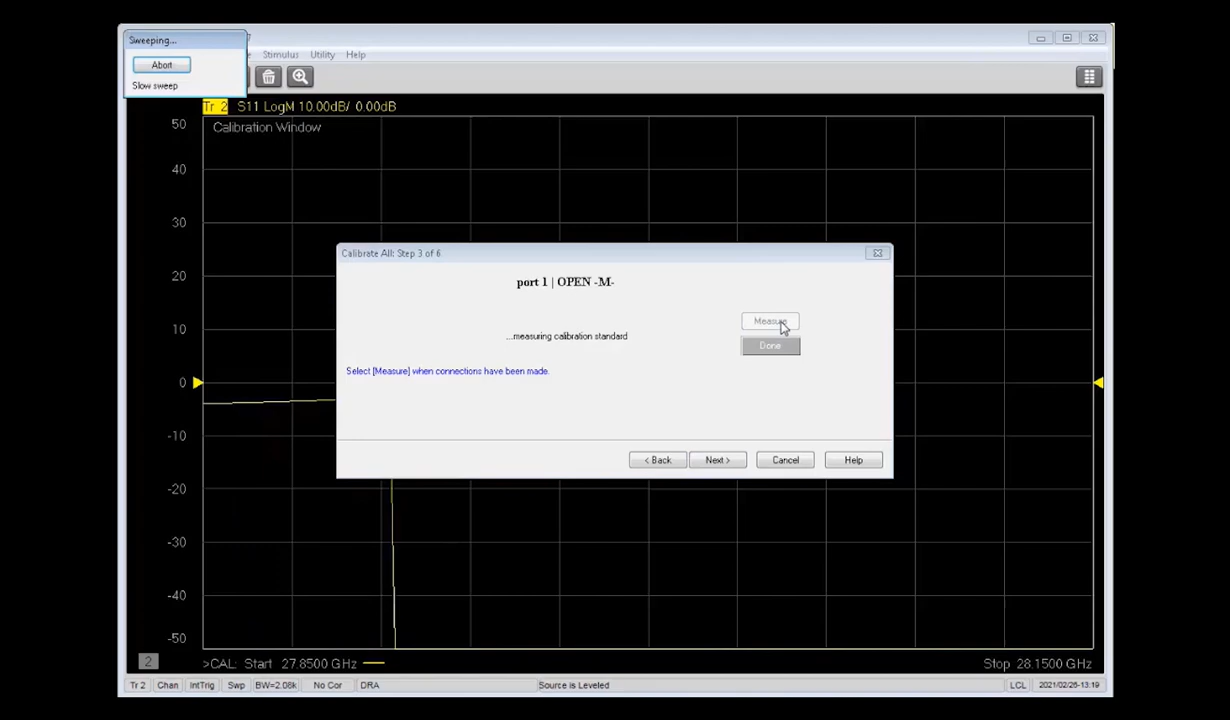 Sweeping...
Abort
Slow sweep
Stimulus Utility Help
Tr 2 S11 LogM 10.00dB/ 0.00dB
Calibration Window
50
40
30
20
10
0
-10
-20
-30
-40
-50
Calibrate All: Step 3 of 6
port 1 | OPEN -M-
...measuring calibration standard
Measure
Done
Select [Measure] when connections have been made.
< Back Next > Cancel Help
2 >CAL: Start 27.8500 GHz Stop 28.1500 GHz
Tr 2 Chan IntTrig Swp BW=2.08k No Cor DRA Source is Leveled LCL 2021/02/26-13:19